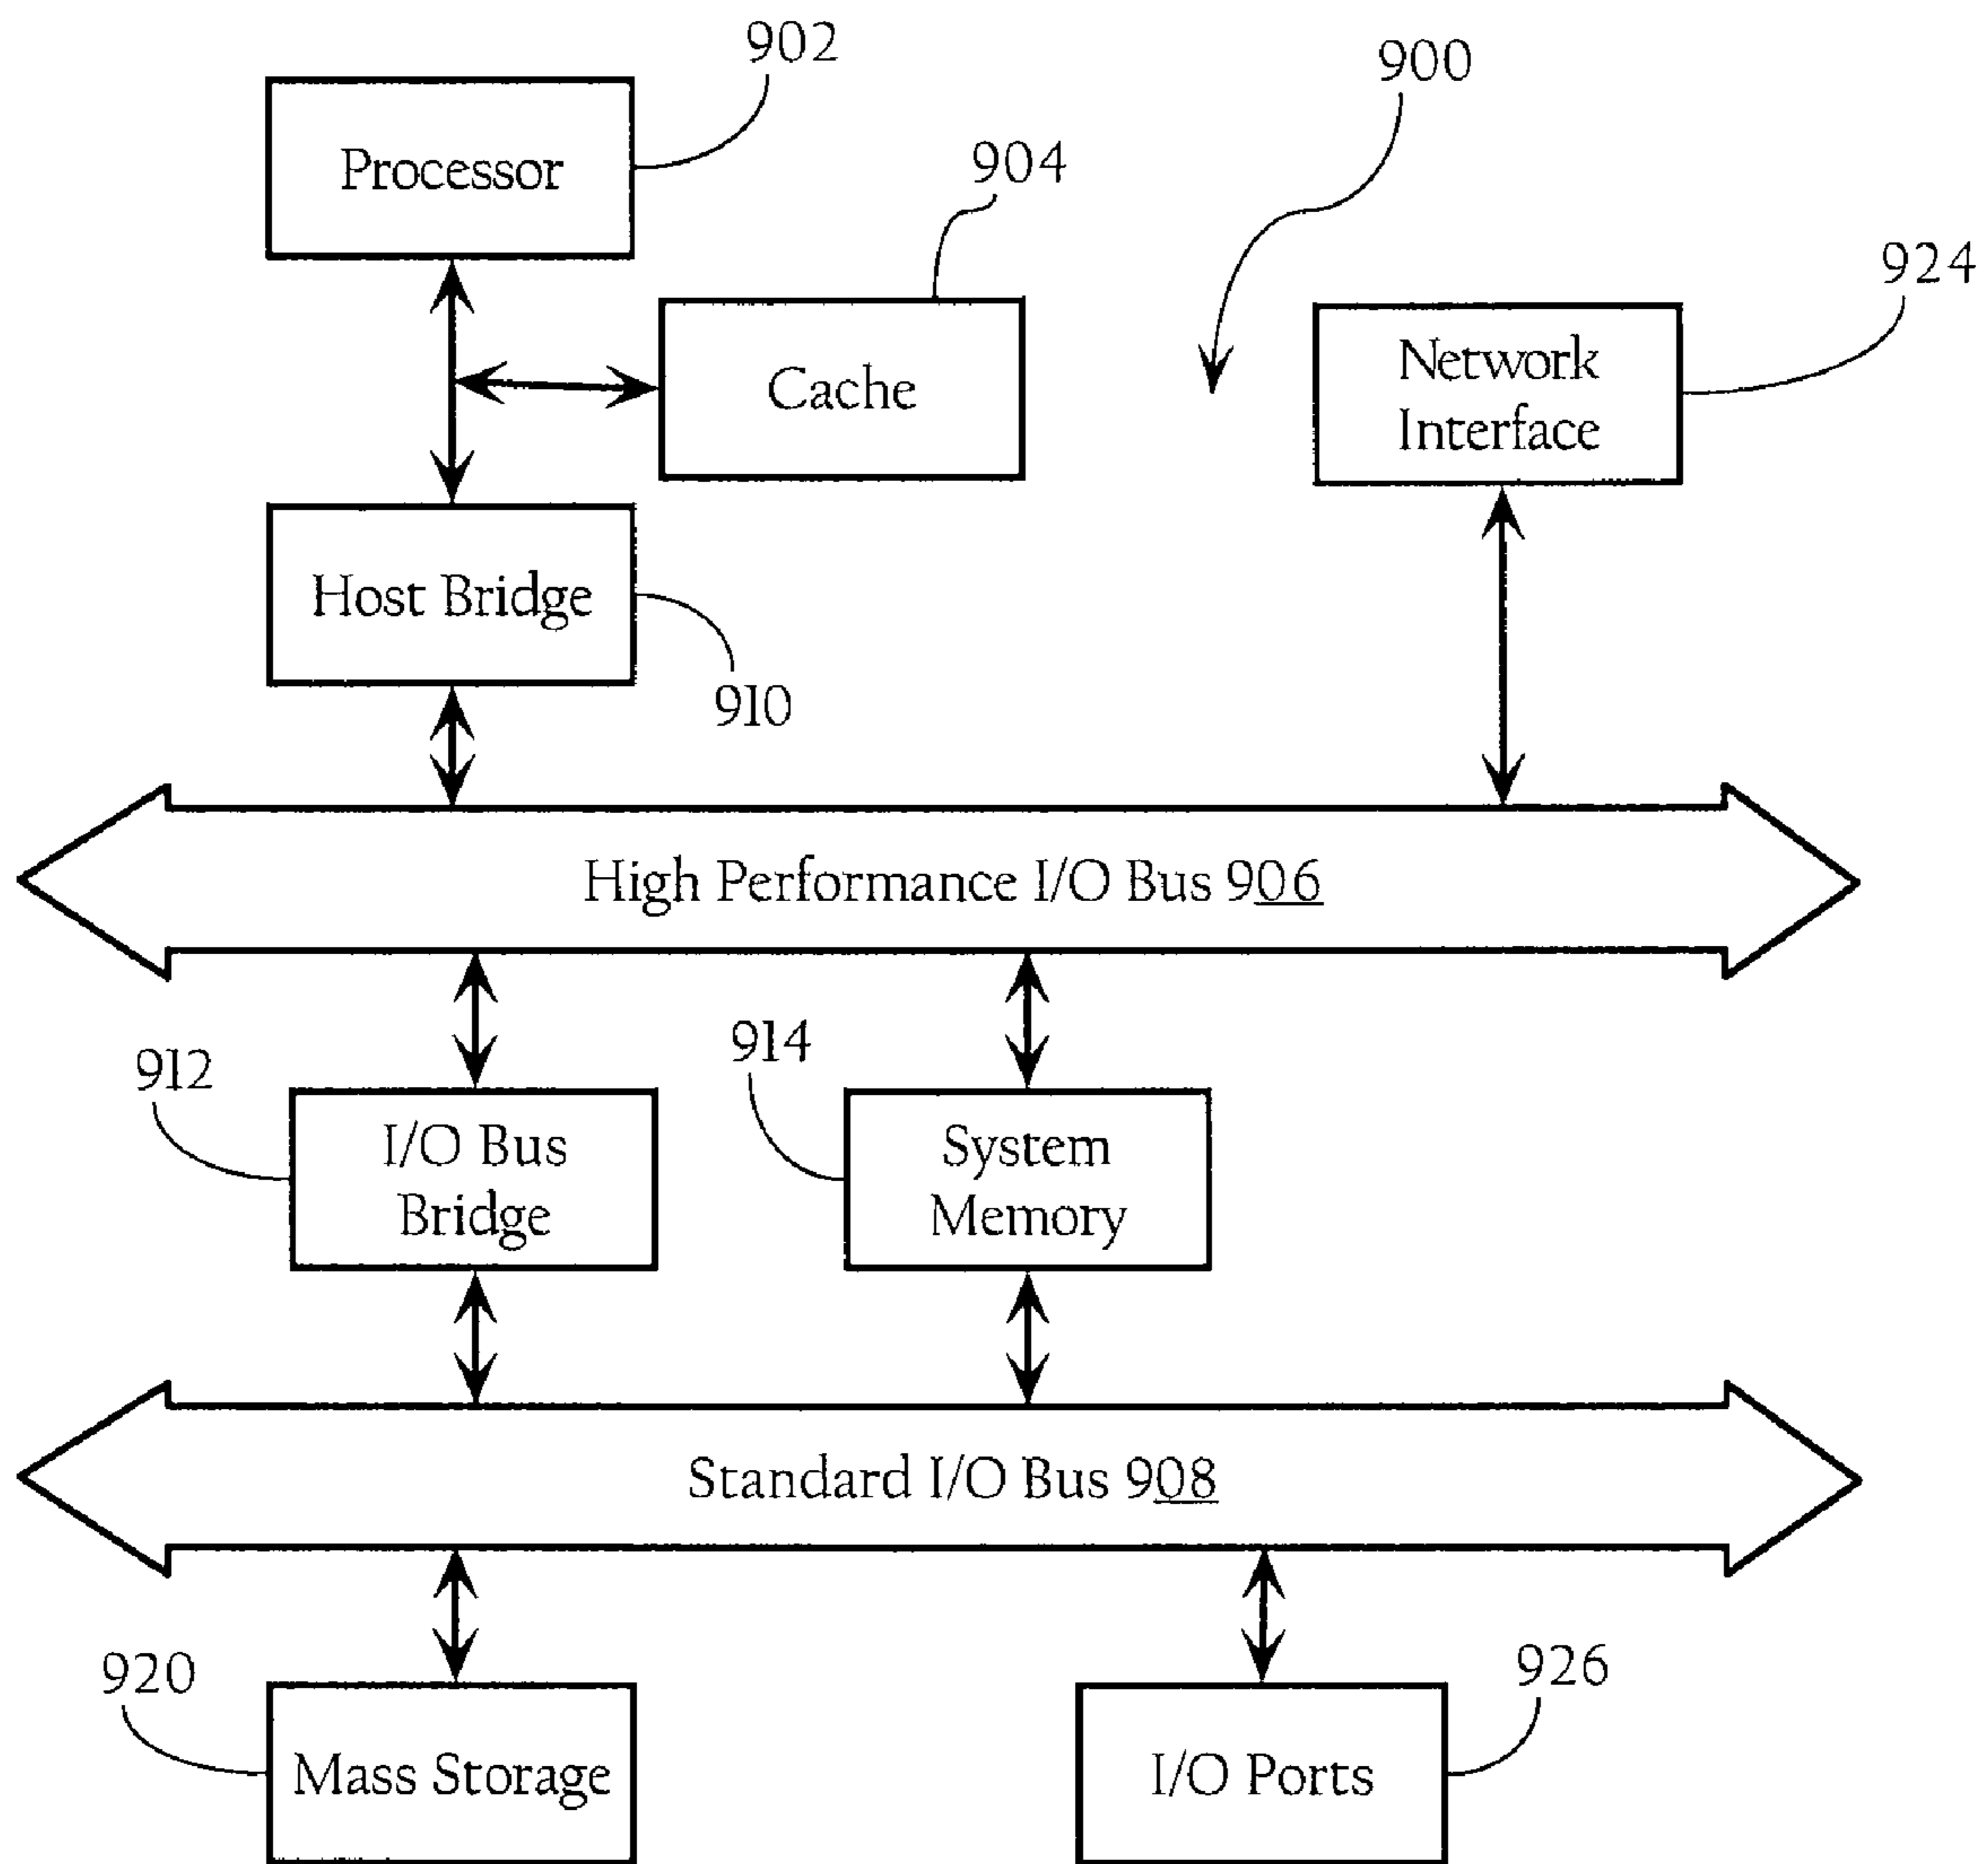 902
900
Processor
904
924
Network
Interface
Cache
Host Bridge
910
High Performance I/O Bus 906
914
912
I/O Bus
Bridge
System
Memory
Standard I/O Bus 908
920
926
Mass Storage
I/O Ports